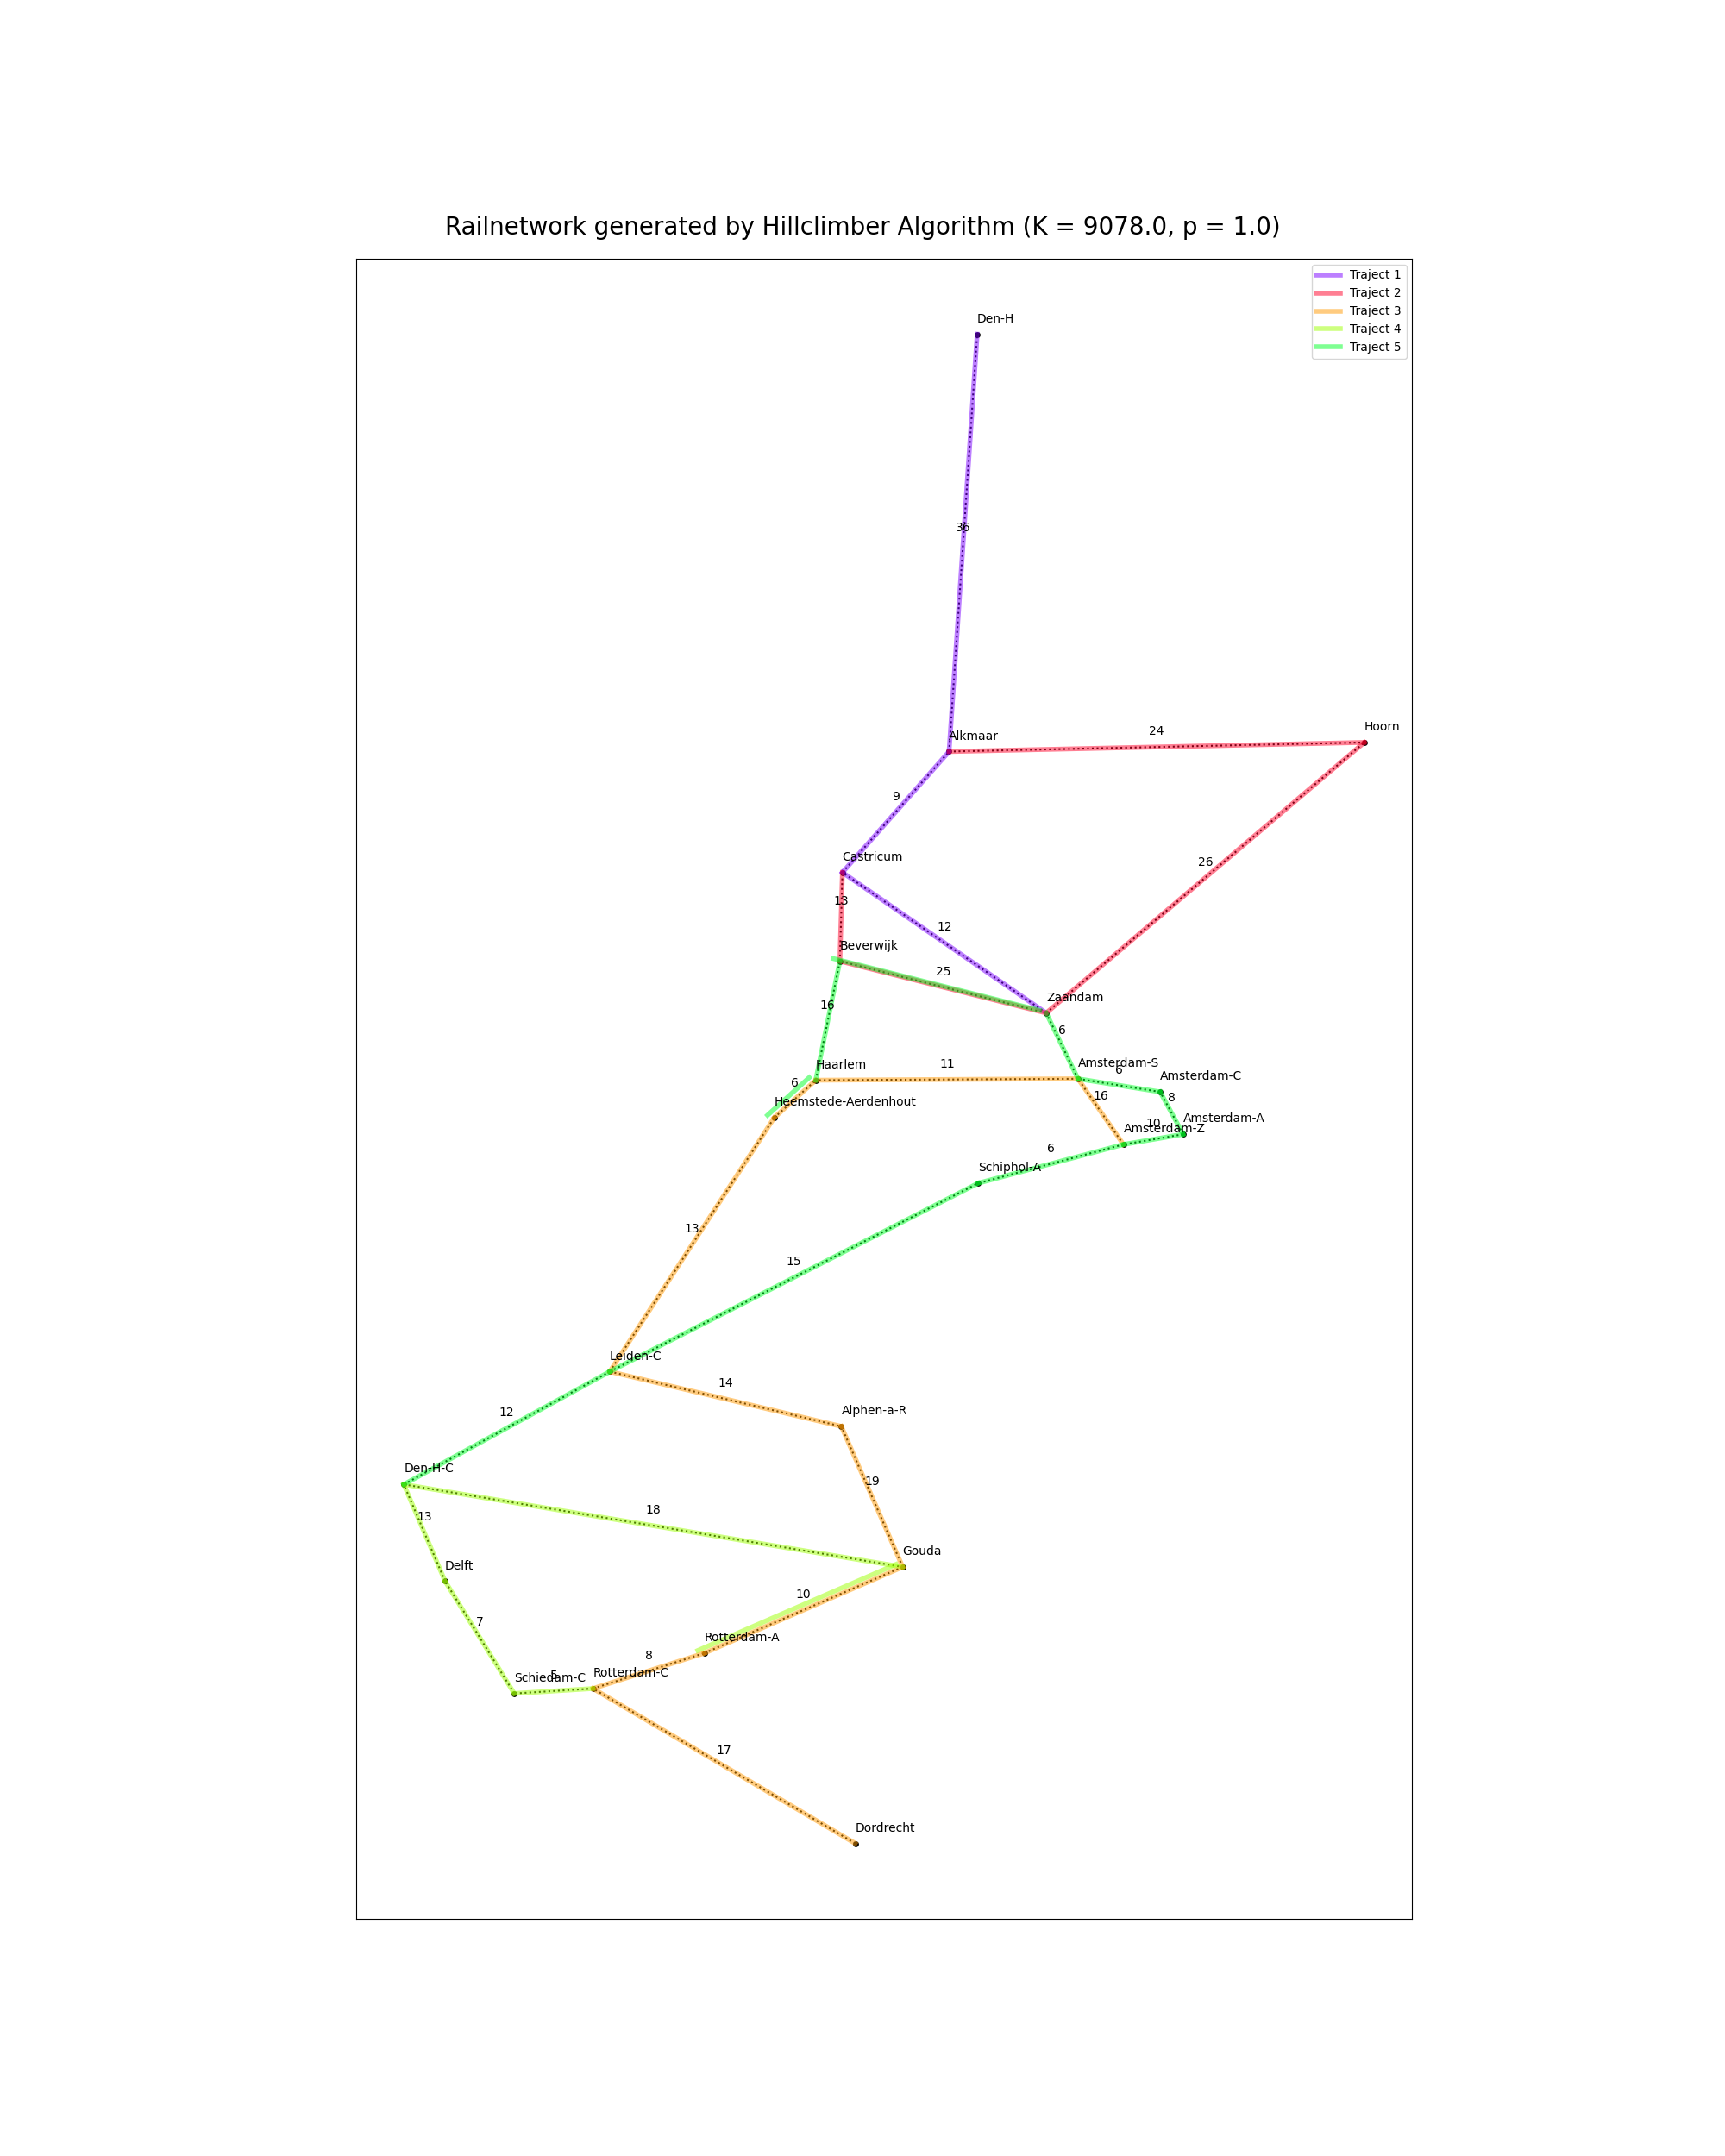 Railnetwork generated by Hillclimber Algorithm (K = 9078.0, p = 1.0)
Traject 1
Traject 2
Traject 3
Traject 4
Traject 5
Den-H
36
Alkmaar
24
Hoorn
9
Castricum
26
13
12
Beverwijk
25
Zaandam
16
6
Haarlem
11
Amsterdam-S
6
Amsterdam-C
6
Heemstede-Aerdenhout
16
8
Amsterdam-A
10
Amsterdam-Z
6
Schiphol-A
13
15
Leiden-C
14
12
Alphen-a-R
Den-H-C
19
18
13
Gouda
Delft
10
7
Rotterdam-A
8
Schiedam-C
5
Rotterdam-C
17
Dordrecht